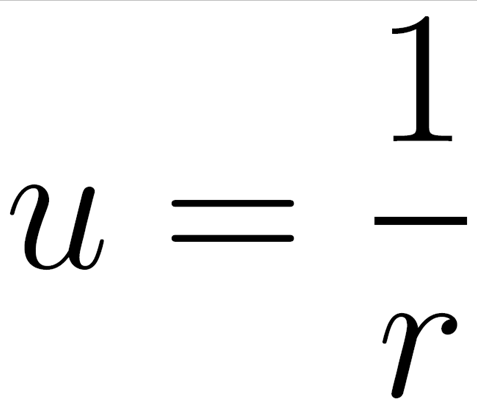 u = 1/r